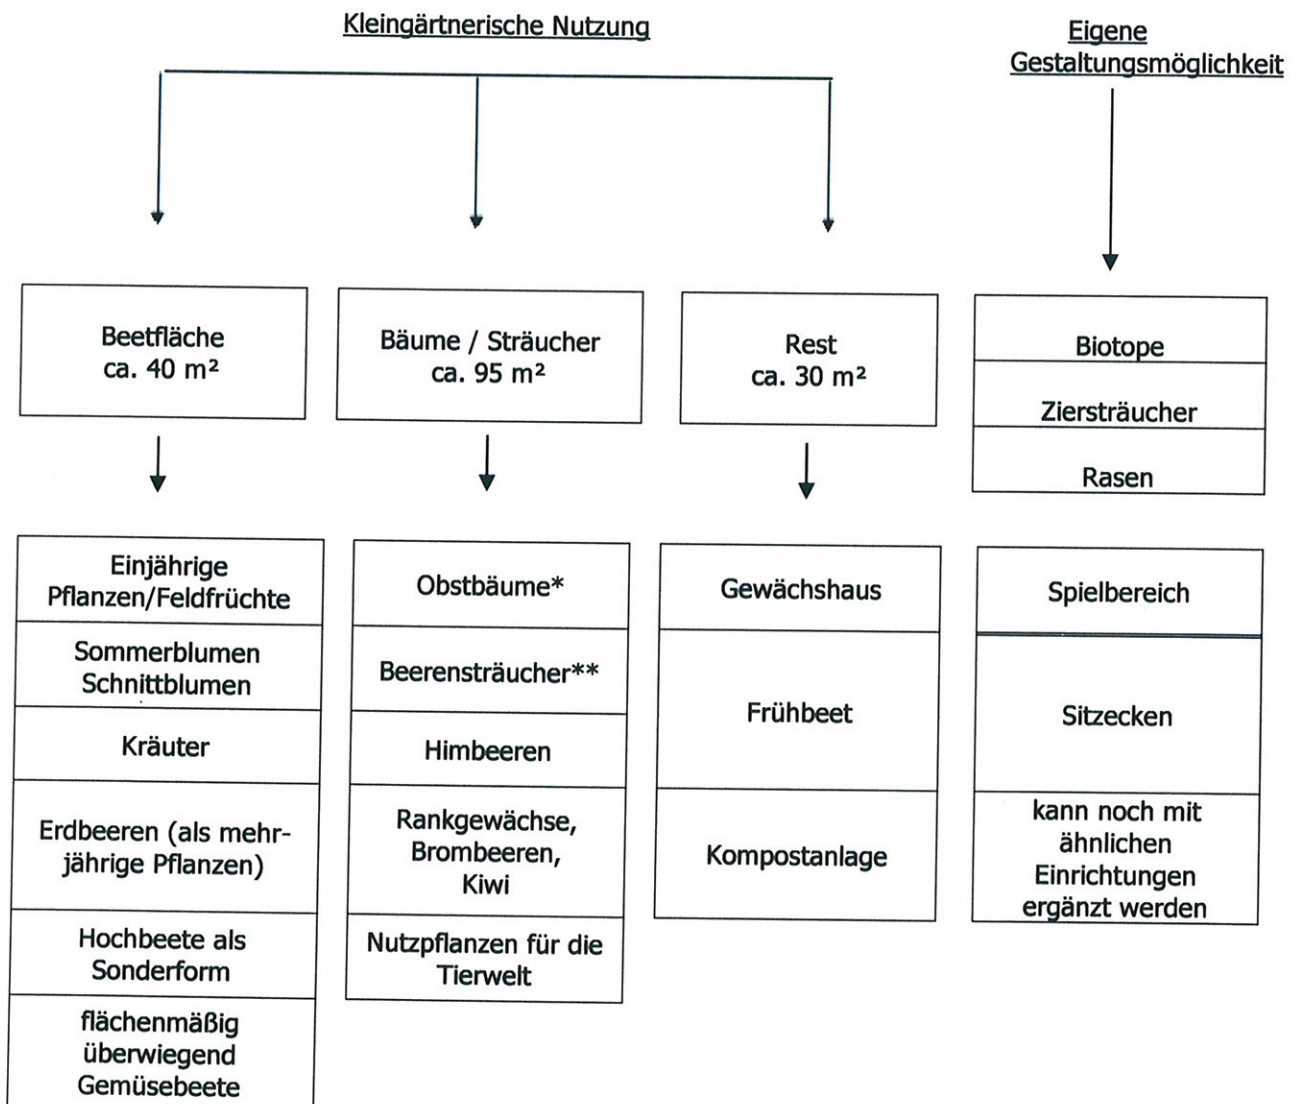 Kleingärtnerische Nutzung
Eigene
Gestaltungsmöglichkeit
Beetfläche
ca. 40 m²
Bäume / Sträucher
ca. 95 m²
Rest
ca. 30 m²
Biotope
Ziersträucher
Rasen
Einjährige
Pflanzen/Feldfrüchte
Sommerblumen
Schnittblumen
Kräuter
Erdbeeren (als mehr-
jährige Pflanzen)
Hochbeete als
Sonderform
flächenmäßig
überwiegend
Gemüsebeete
Obstbäume*
Beerensträucher**
Himbeeren
Rankgewächse,
Brombeeren,
Kiwi
Nutzpflanzen für die
Tierwelt
Gewächshaus
Frühbeet
Kompostanlage
Spielbereich
Sitzecken
kann noch mit
ähnlichen
Einrichtungen
ergänzt werden